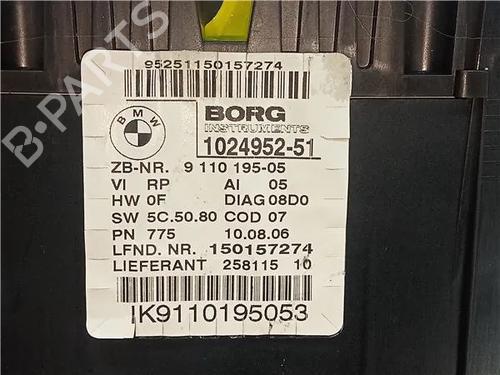 B-PARTS
95251150157274
BMW
BORG
INSTRUMENTS
1024952-51
ZB-NR. 9 110 195-05
VI RP AI 05
HW 0F DIAG 08D0
SW 5C.50.80 COD 07
PN 775 10.08.06
LFND. NR. 150157274
LIEFERANT 258115 10
IK9110195053